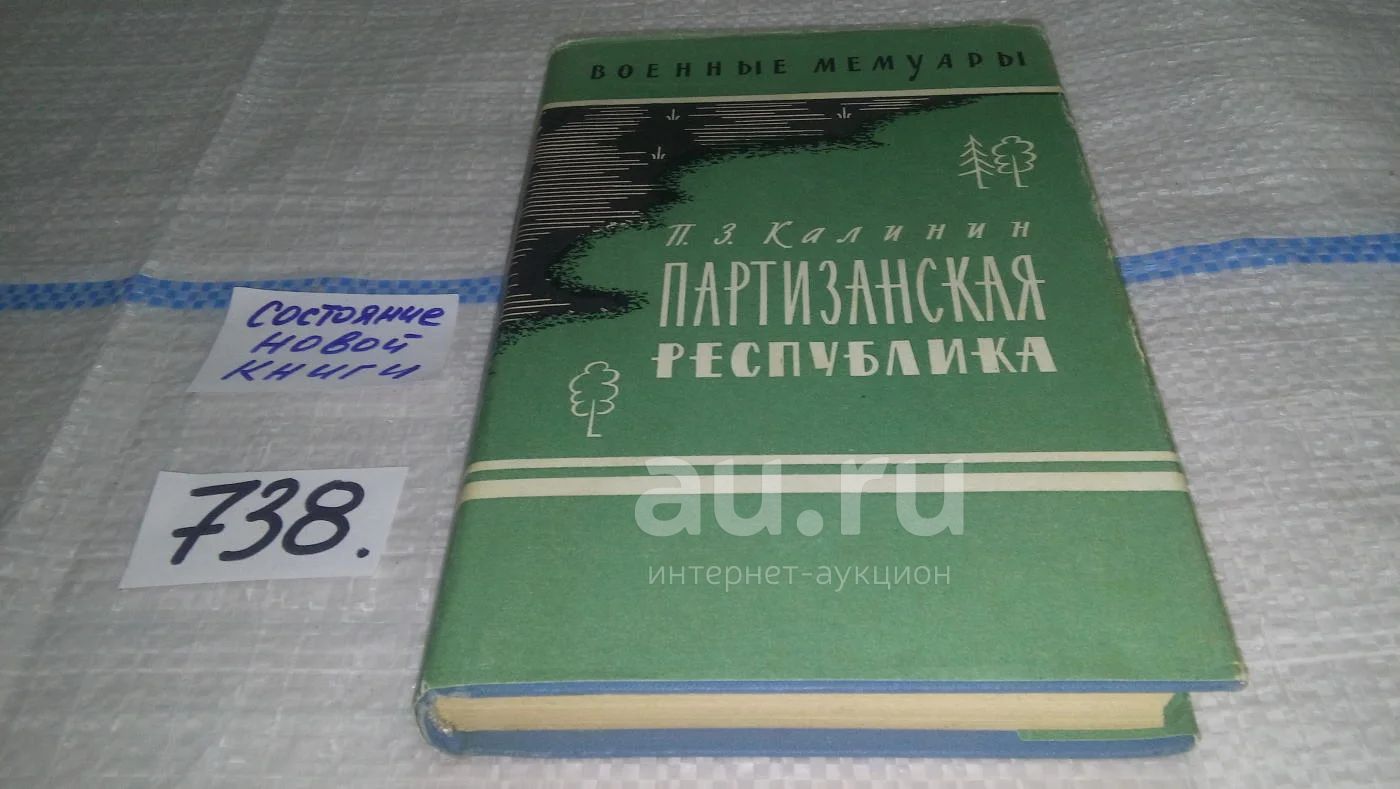 ВОЕННЫЕ МЕМУАРЫ
П. З. Калинин
ПАРТИЗАНСКАЯ
РЕСПУБЛИКА
состояние
новой
книги
738.
au.ru
интернет-аукцион